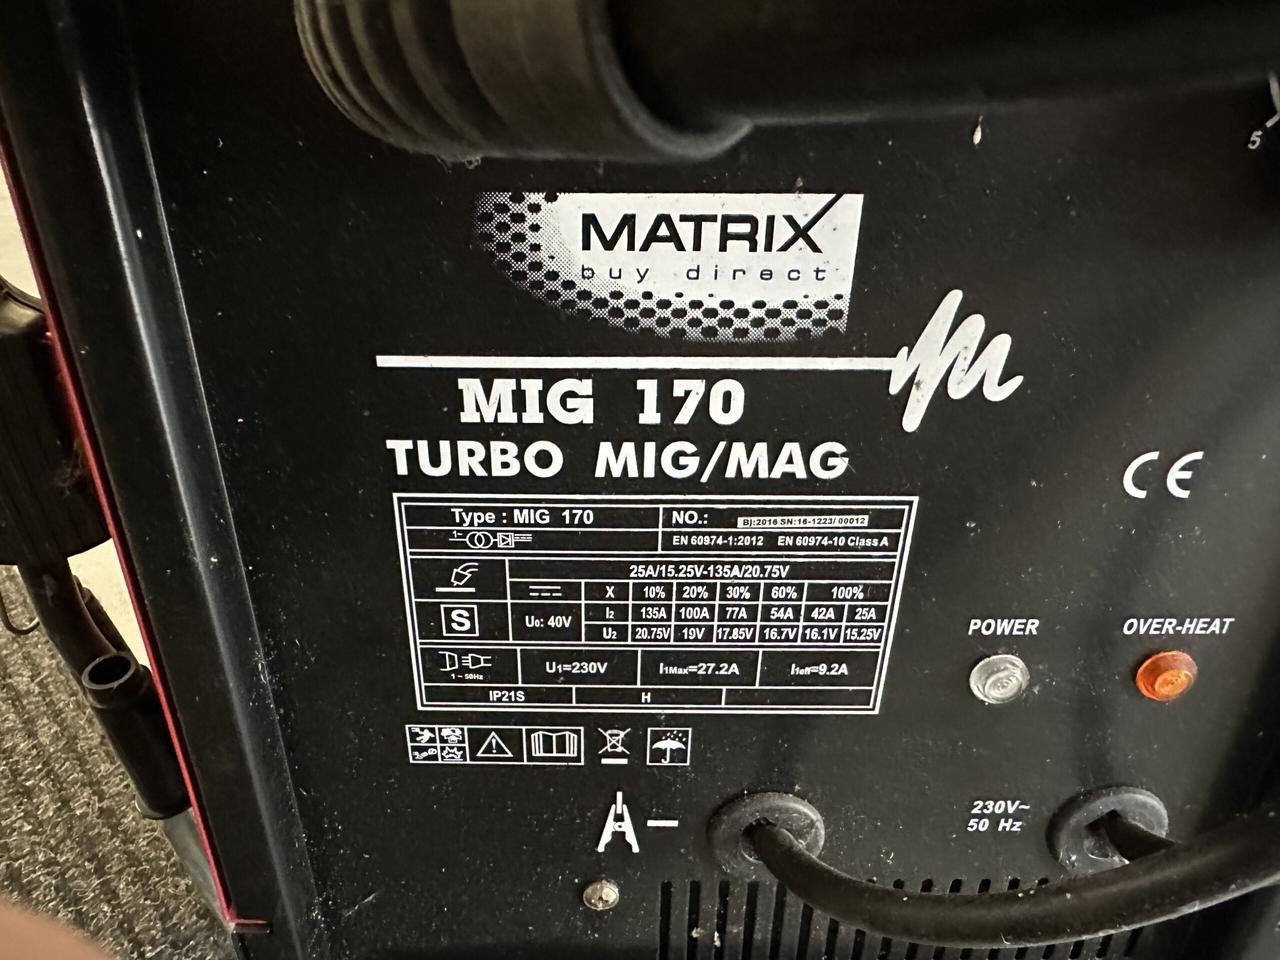 5
MATRIX
buy direct
MIG 170
TURBO MIG/MAG
CE
Type : MIG 170 NO.: Bj:2016 SN:16-1223/ 00012
1~ EN 60974-1:2012 EN 60974-10 Class A
25A/15.25V-135A/20.75V
X 10% 20% 30% 60% 100%
S U0: 40V I2 135A 100A 77A 54A 42A 25A
U2 20.75V 19V 17.85V 16.7V 16.1V 15.25V
1 ~ 50Hz U1=230V I1Max=27.2A I1eff=9.2A
IP21S H
POWER OVER-HEAT
230V~
50 Hz